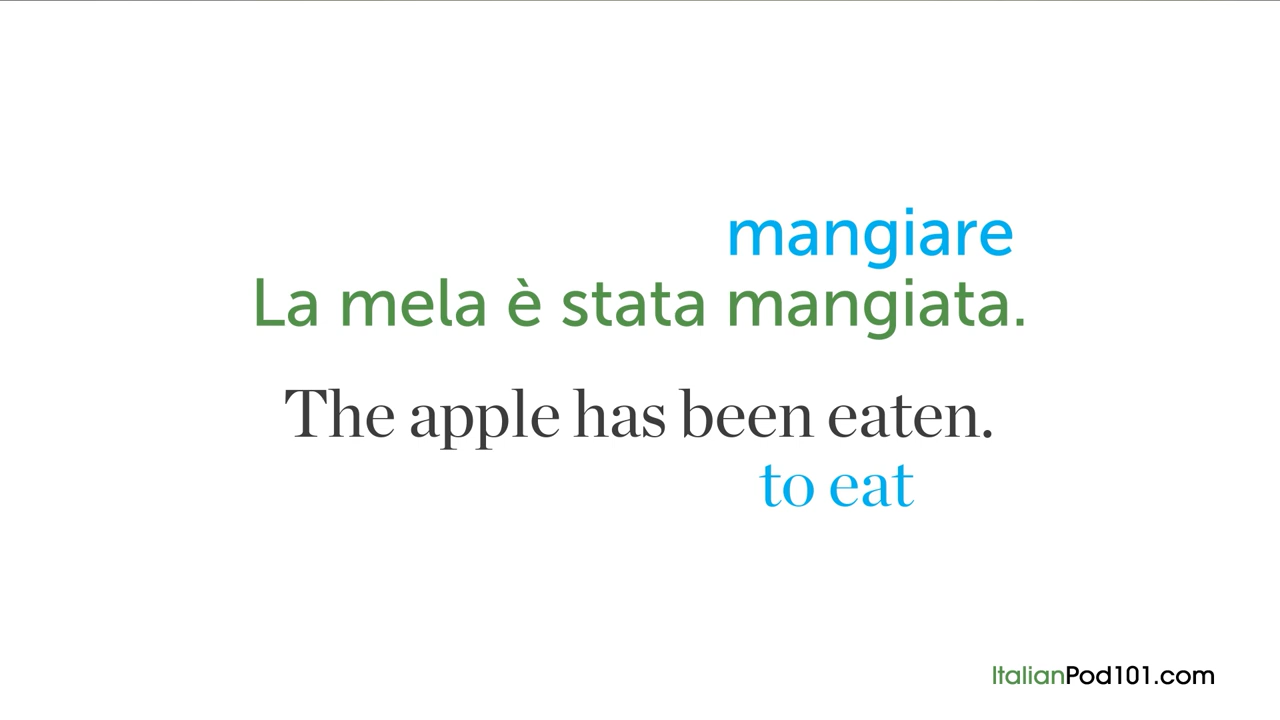 mangiare
La mela è stata mangiata.
The apple has been eaten.
to eat
ItalianPod101.com